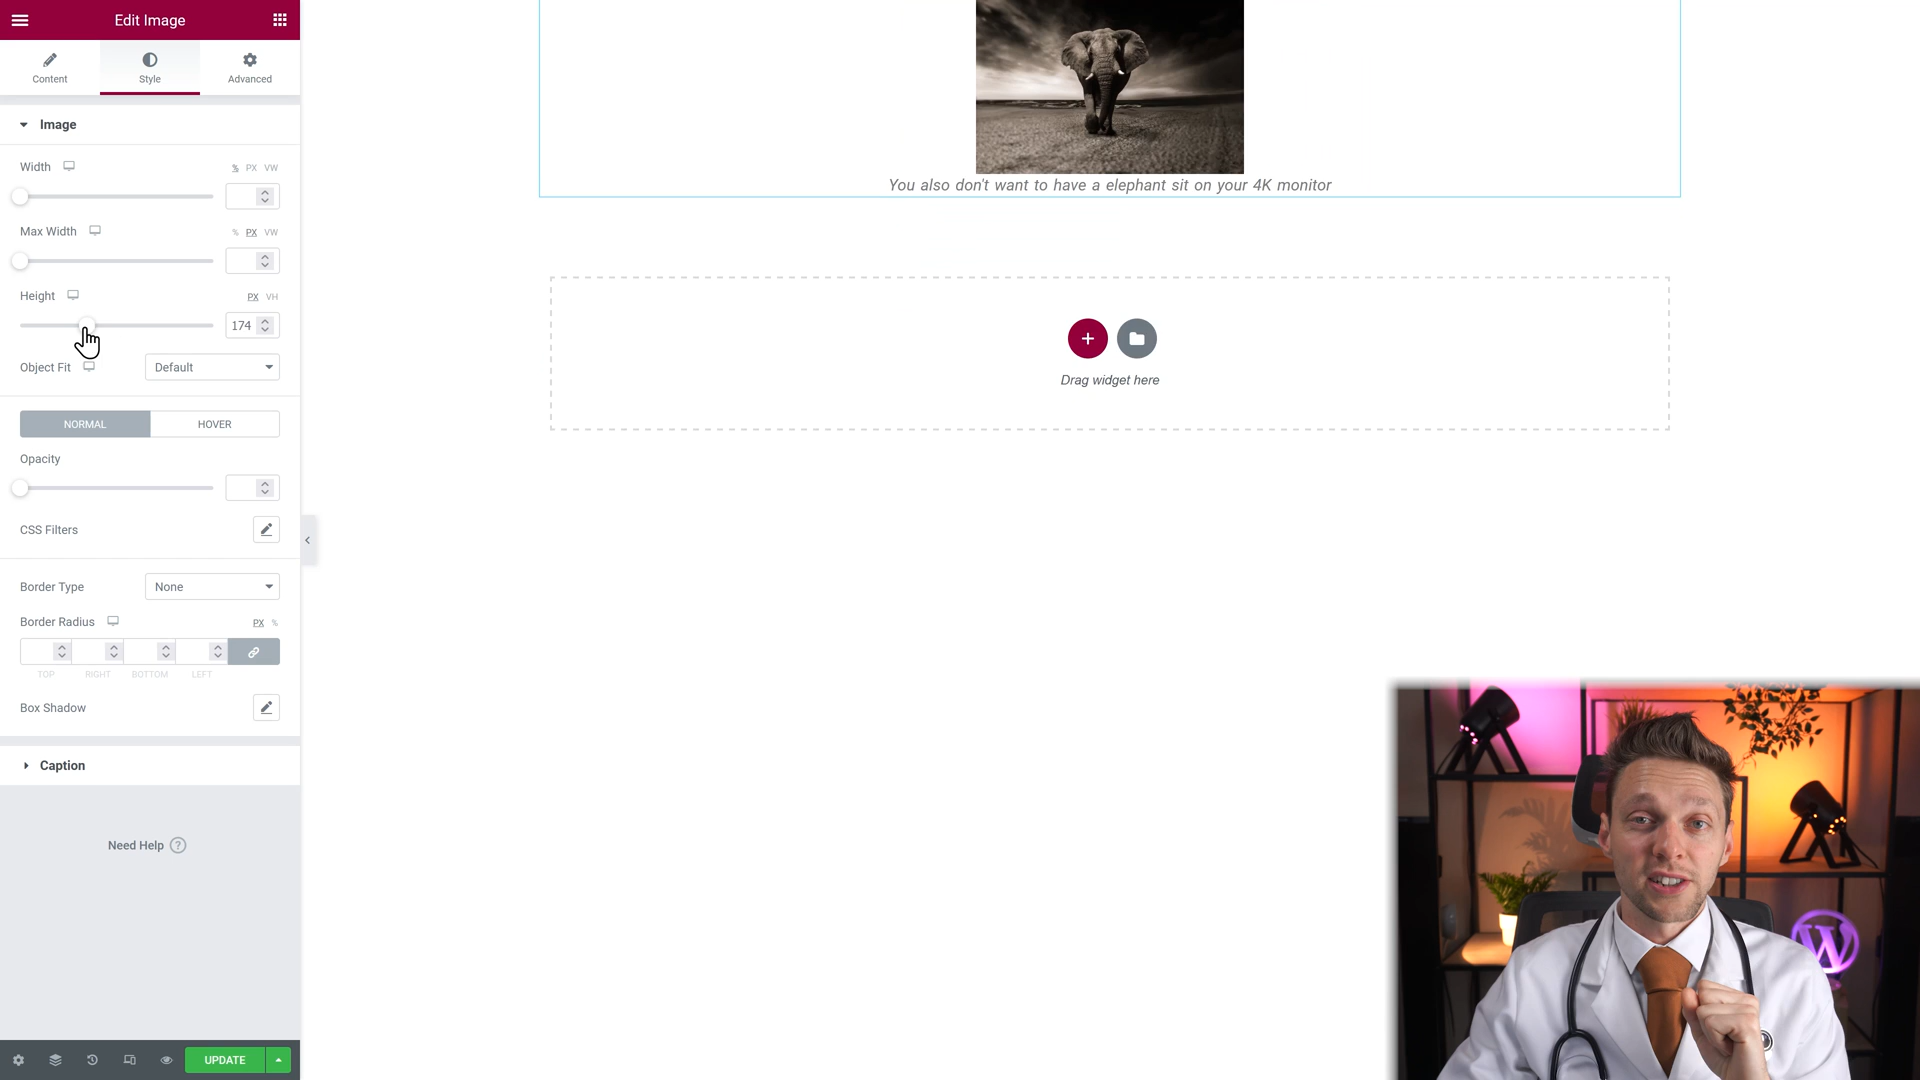 Edit Image
Content
Style
Advanced
Image
Width
% PX VW
Max Width
% PX VW
Height
PX VH
174
Object Fit
Default
NORMAL
HOVER
Opacity
CSS Filters
Border Type
None
Border Radius
PX %
TOP
RIGHT
BOTTOM
LEFT
Box Shadow
Caption
Need Help ?
UPDATE
You also don't want to have a elephant sit on your 4K monitor
Drag widget here